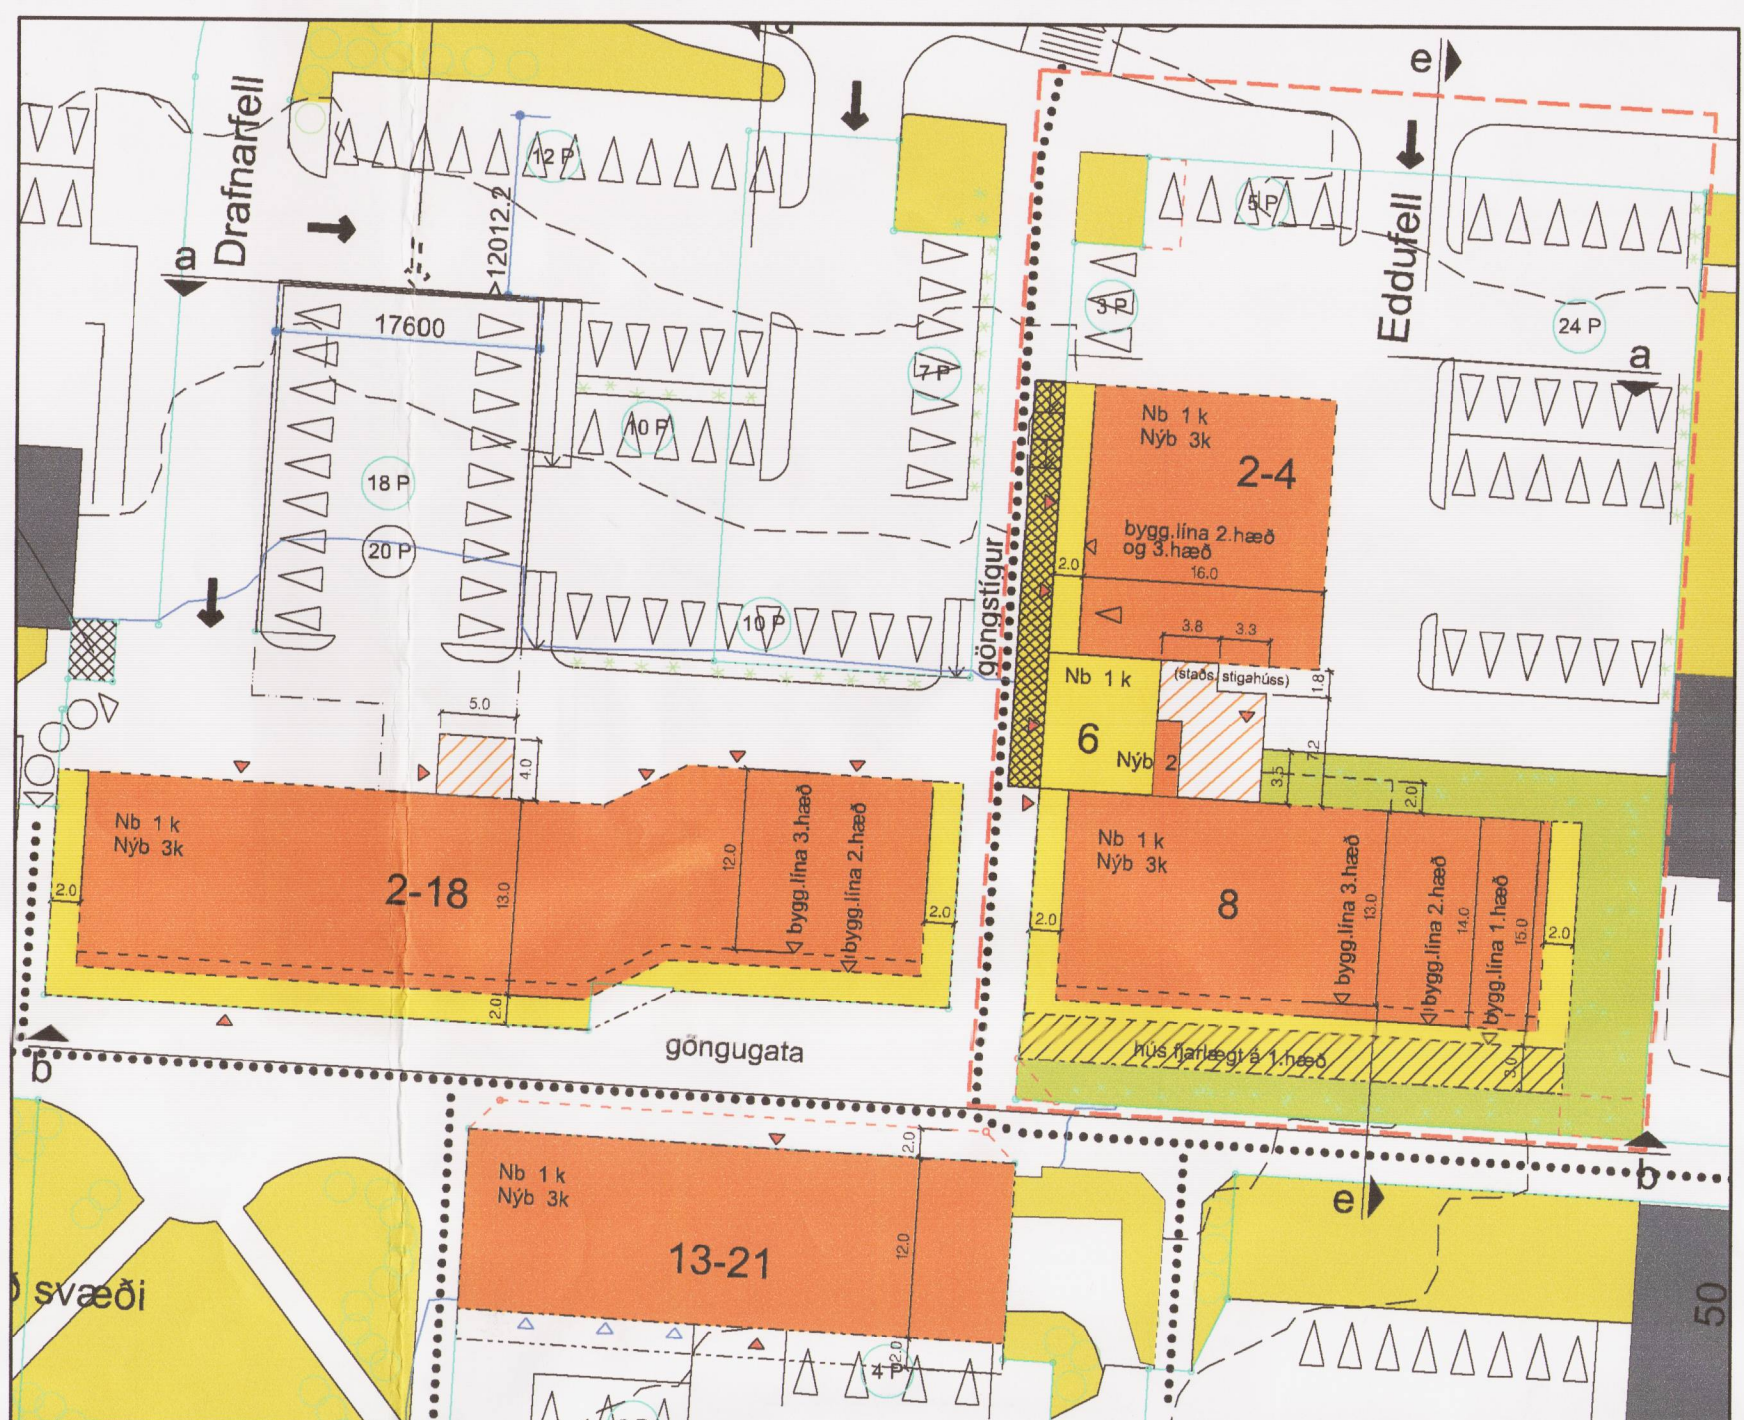 Drafnarfell
a
>12012.2
12 P
17600
18 P
20 P
10 P
10 P
7 P
göngstígur
e
Eddufell
5 P
3 P
24 P
a
Nb 1 k
Nýb 3k
2-4
bygg.lína 2.hæð
og 3.hæð
2.0
16.0
3.8
3.3
(staðs. stigahúss)
1.8
Nb 1 k
6
Nýb 2
7.2
3.5
2.0
5.0
4.0
Nb 1 k
Nýb 3k
2-18
2.0
13.0
2.0
12.0
bygg.lína 3.hæð
bygg.lína 2.hæð
2.0
Nb 1 k
Nýb 3k
8
2.0
bygg.lína 3.hæð
13.0
bygg.lína 2.hæð
14.0
bygg.lína 1.hæð
15.0
2.0
3.0
hús fjarlægt á 1.hæð
göngugata
b
b
e
Nb 1 k
Nýb 3k
13-21
2.0
12.0
2.0
4 P
svæði
50